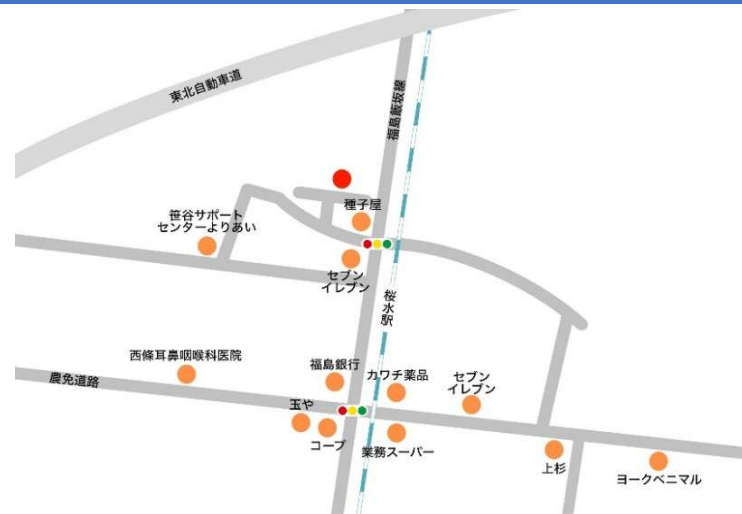 東北自動車道
福島飯坂線
種子屋
笹谷サポート
センターよりあい
セブン
イレブン
桜水駅
西條耳鼻咽喉科医院
福島銀行
カワチ薬品
セブン
イレブン
農免道路
玉や
コープ
業務スーパー
上杉
ヨークベニマル